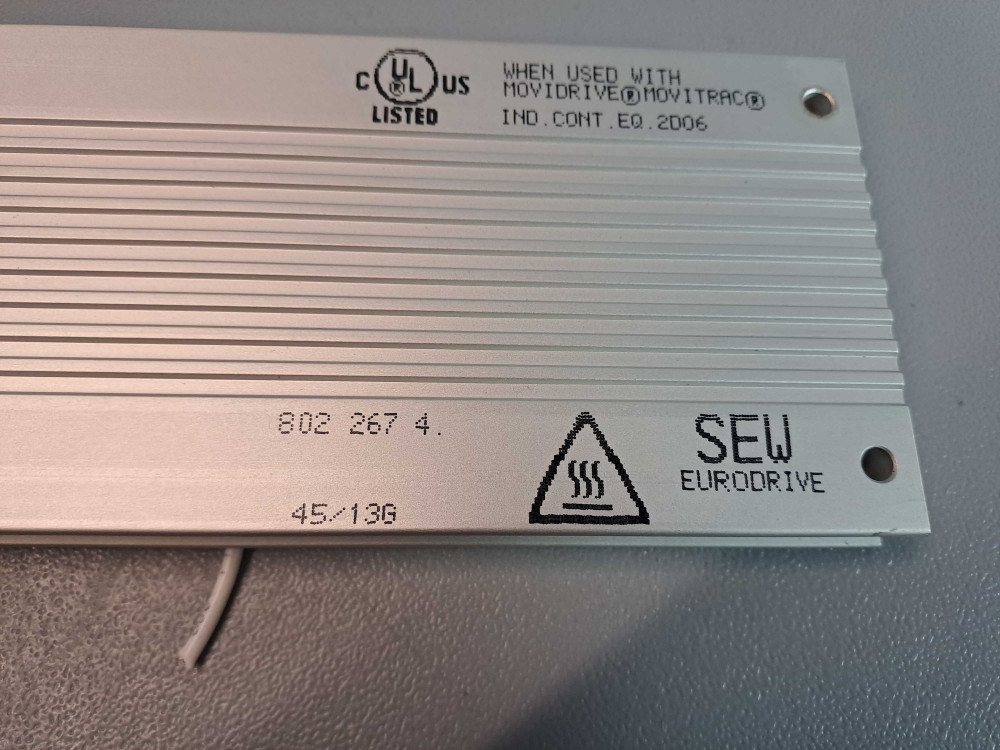 C UL® US
LISTED
WHEN USED WITH
MOVIDRIVE®MOVITRAC®
IND.CONT.EQ.2D06
802 267 4.
45/13G
SEW
EURODRIVE